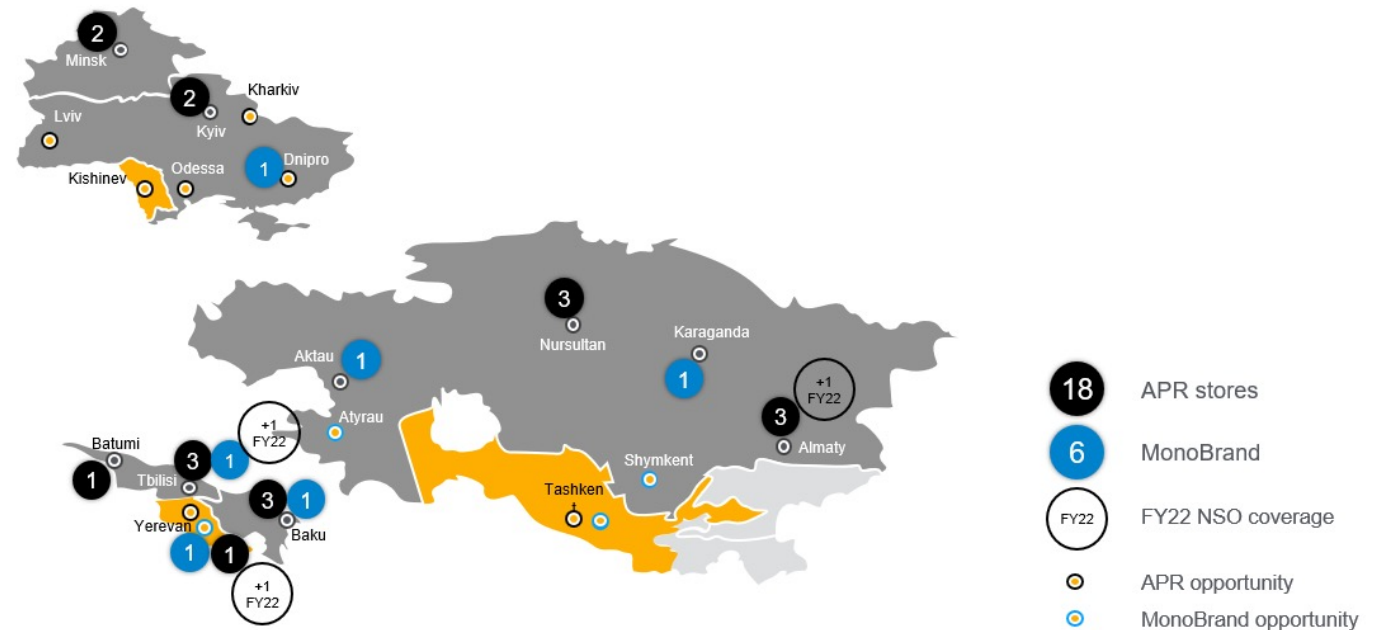 2
Minsk
2
Kyiv
Kharkiv
Lviv
Kishinev
Odessa
1
Dnipro
3
Nursultan
Karaganda
1
Aktau
1
+1
FY22
3
Almaty
+1
FY22
Atyrau
Batumi
1
Tbilisi
3
1
3
1
Baku
Yerevan
1
1
+1
FY22
Shymkent
Tashken
t
18
APR stores
6
MonoBrand
FY22
FY22 NSO coverage
APR opportunity
MonoBrand opportunity